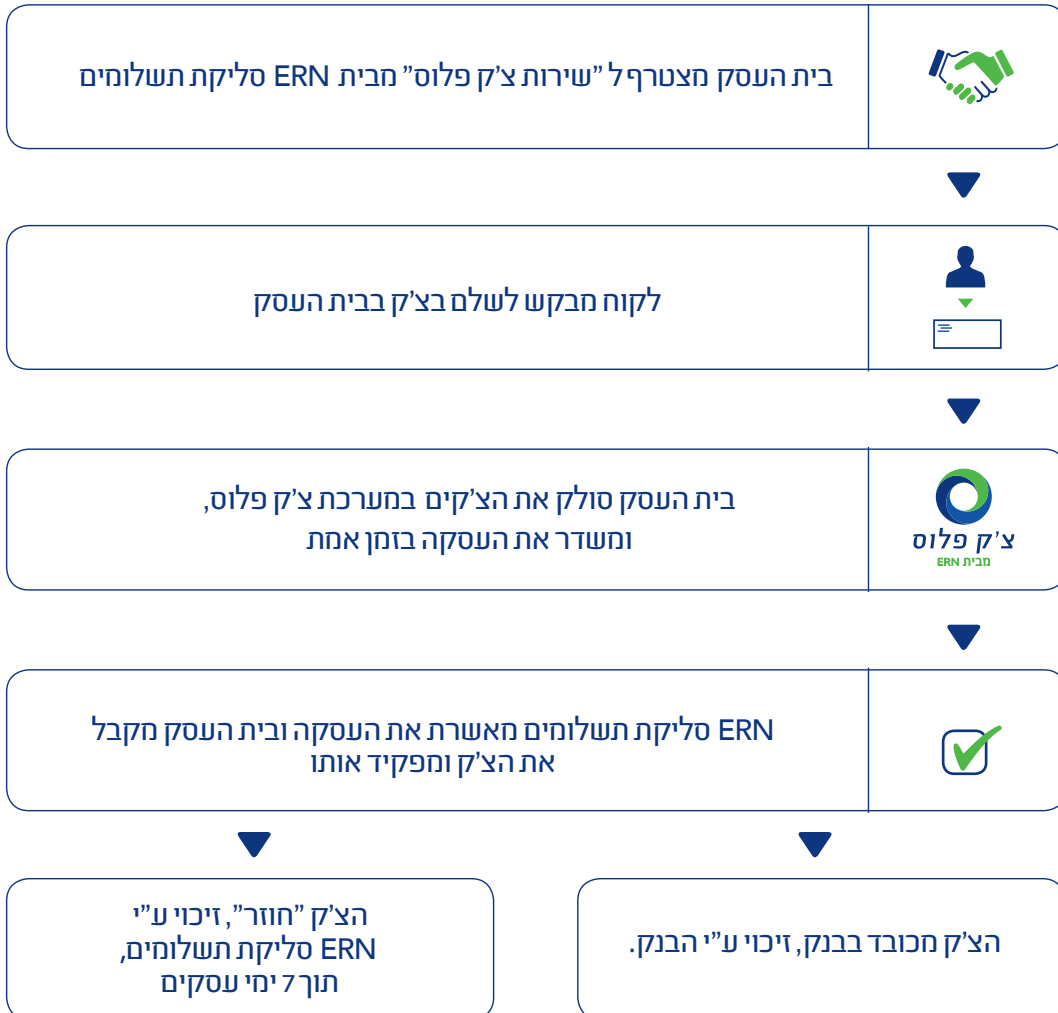 בית העסק מצטרף ל "שירות צ'ק פלוס" מבית ERN סליקת תשלומים
לקוח מבקש לשלם בצ'ק בבית העסק
בית העסק סולק את הצ'קים במערכת צ'ק פלוס,
ומשדר את העסקה בזמן אמת
צ'ק פלוס
מבית ERN
ERN סליקת תשלומים מאשרת את העסקה ובית העסק מקבל
את הצ'ק ומפקיד אותו
הצ'ק מכובד בבנק, זיכוי ע"י הבנק.
הצ'ק "חוזר", זיכוי ע"י
ERN סליקת תשלומים,
תוך 7 ימי עסקים